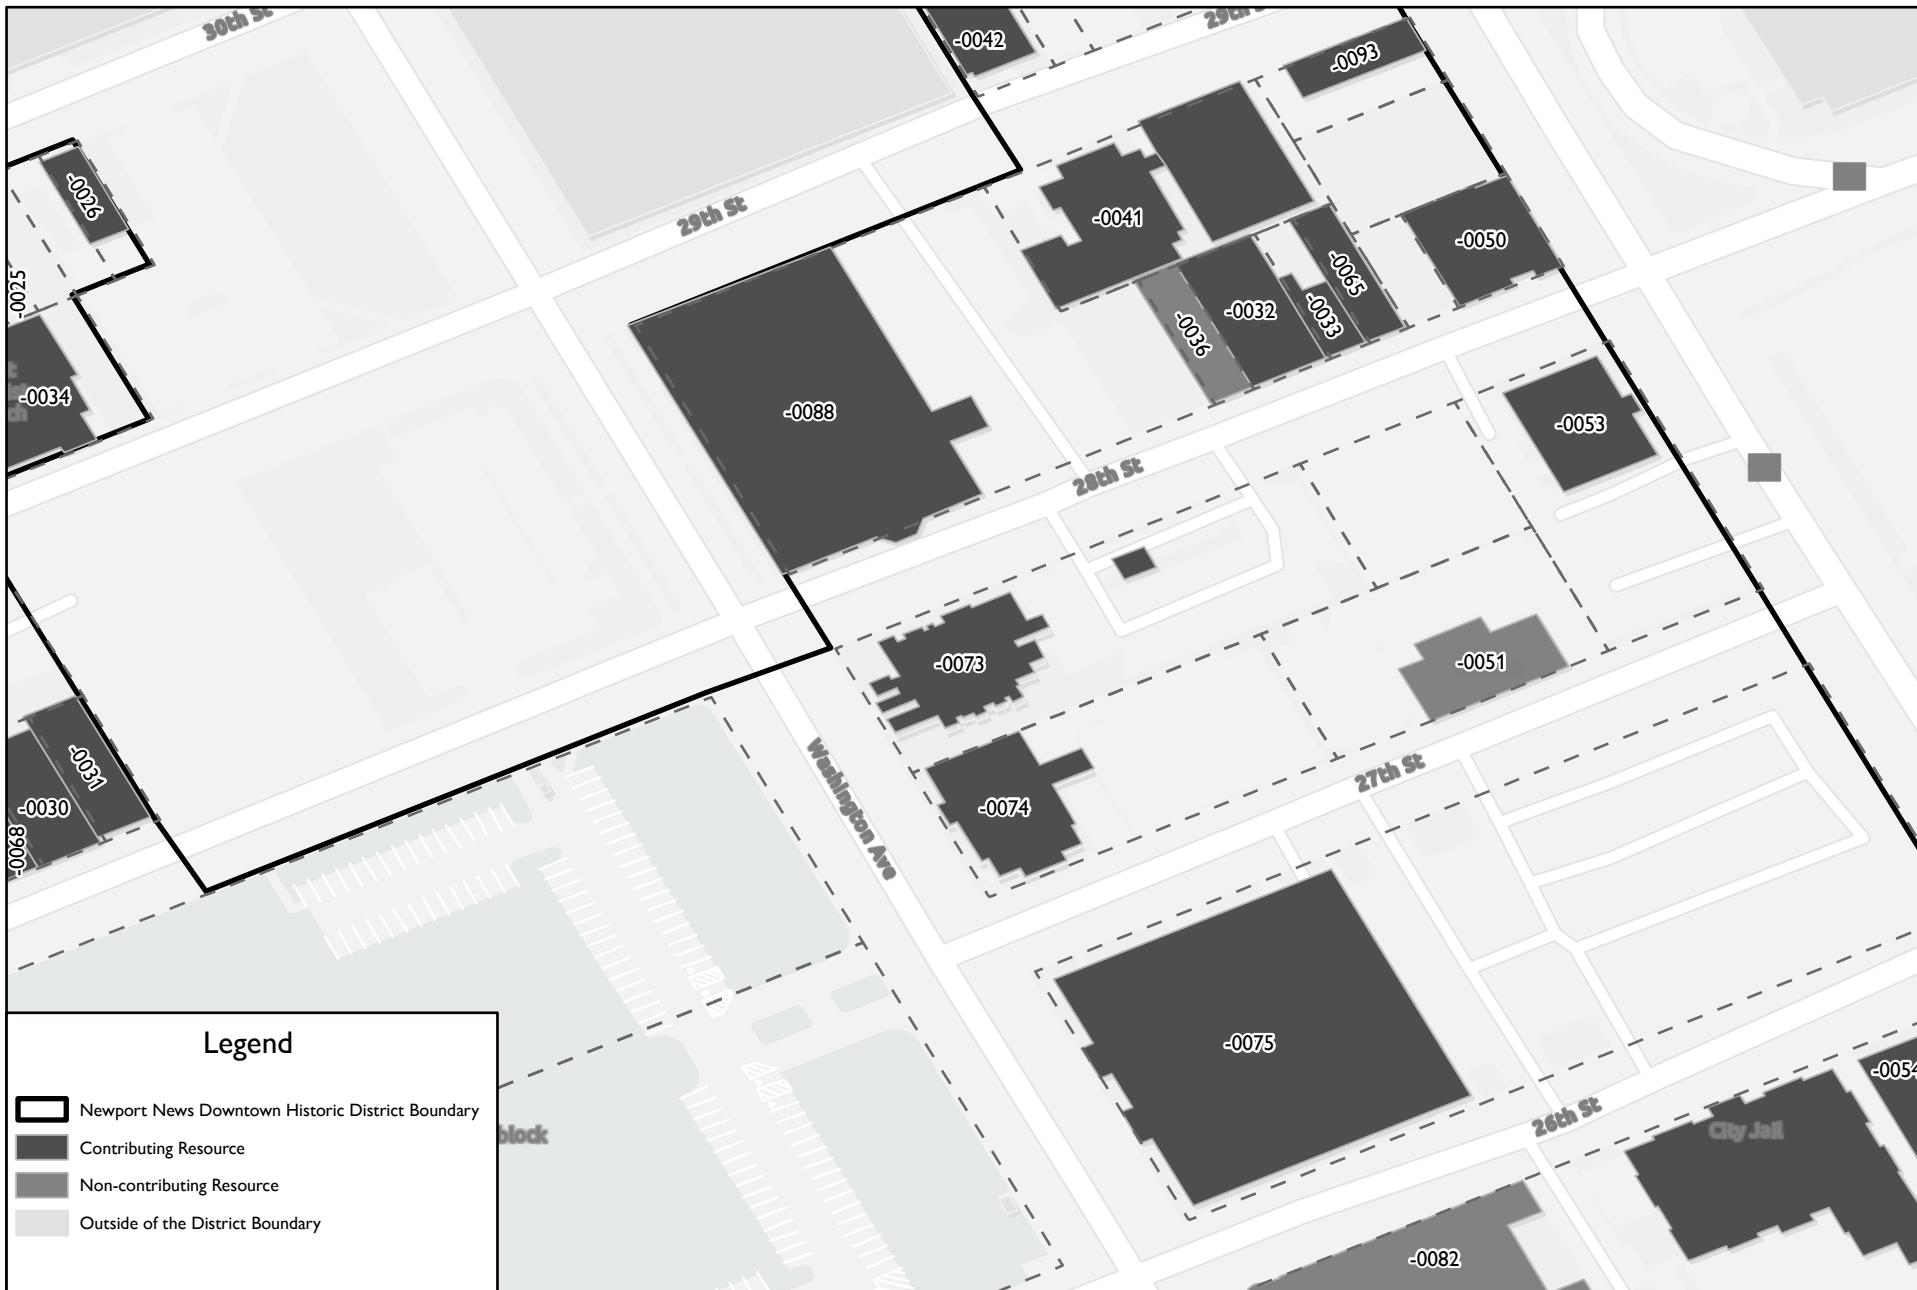 30th St
29th St
-0042
-0093
-0026
29th St
-0041
-0050
-0025
-0065
-0032
-0033
-0036
-0034
-0088
-0053
28th St
-0073
-0051
-0031
27th St
-0030
-0074
Washington Ave
-0068
-0075
-0054
26th St
City Jail
block
-0082
Legend
Newport News Downtown Historic District Boundary
Contributing Resource
Non-contributing Resource
Outside of the District Boundary